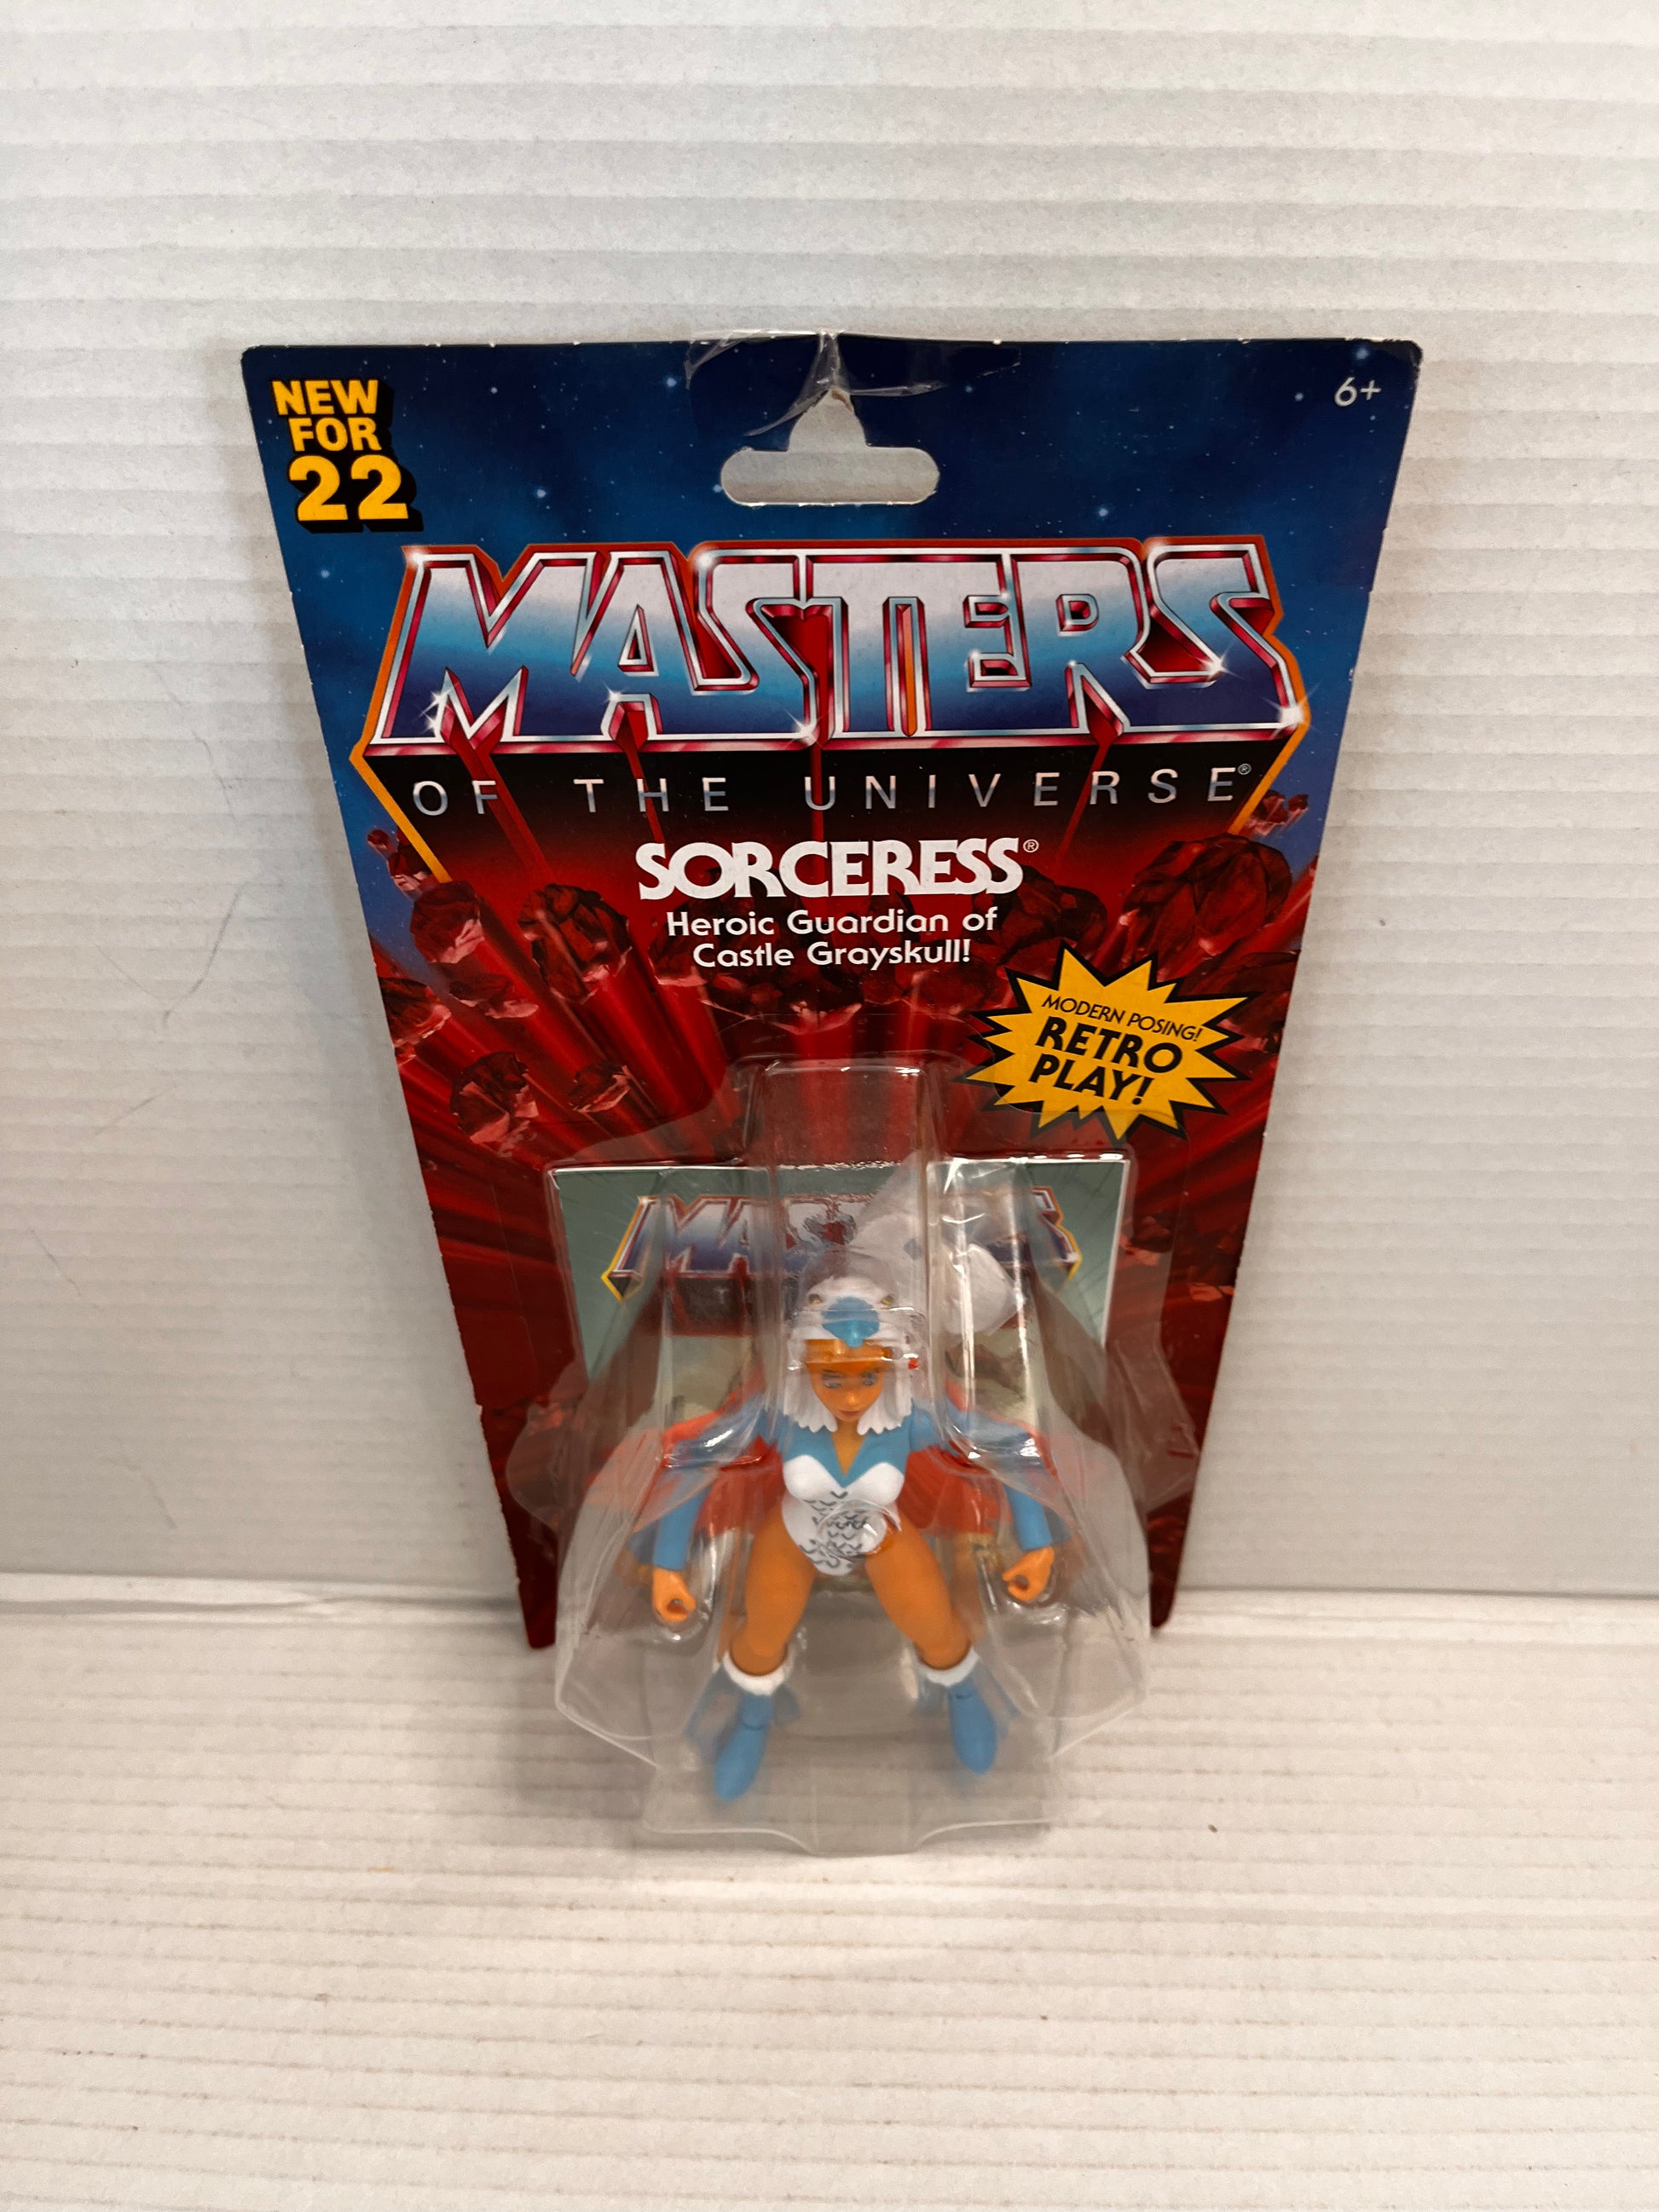 NEW
FOR
22
6+
MASTERS
OF THE UNIVERSE®
SORCERESS®
Heroic Guardian of
Castle Grayskull!
MODERN POSING!
RETRO
PLAY!